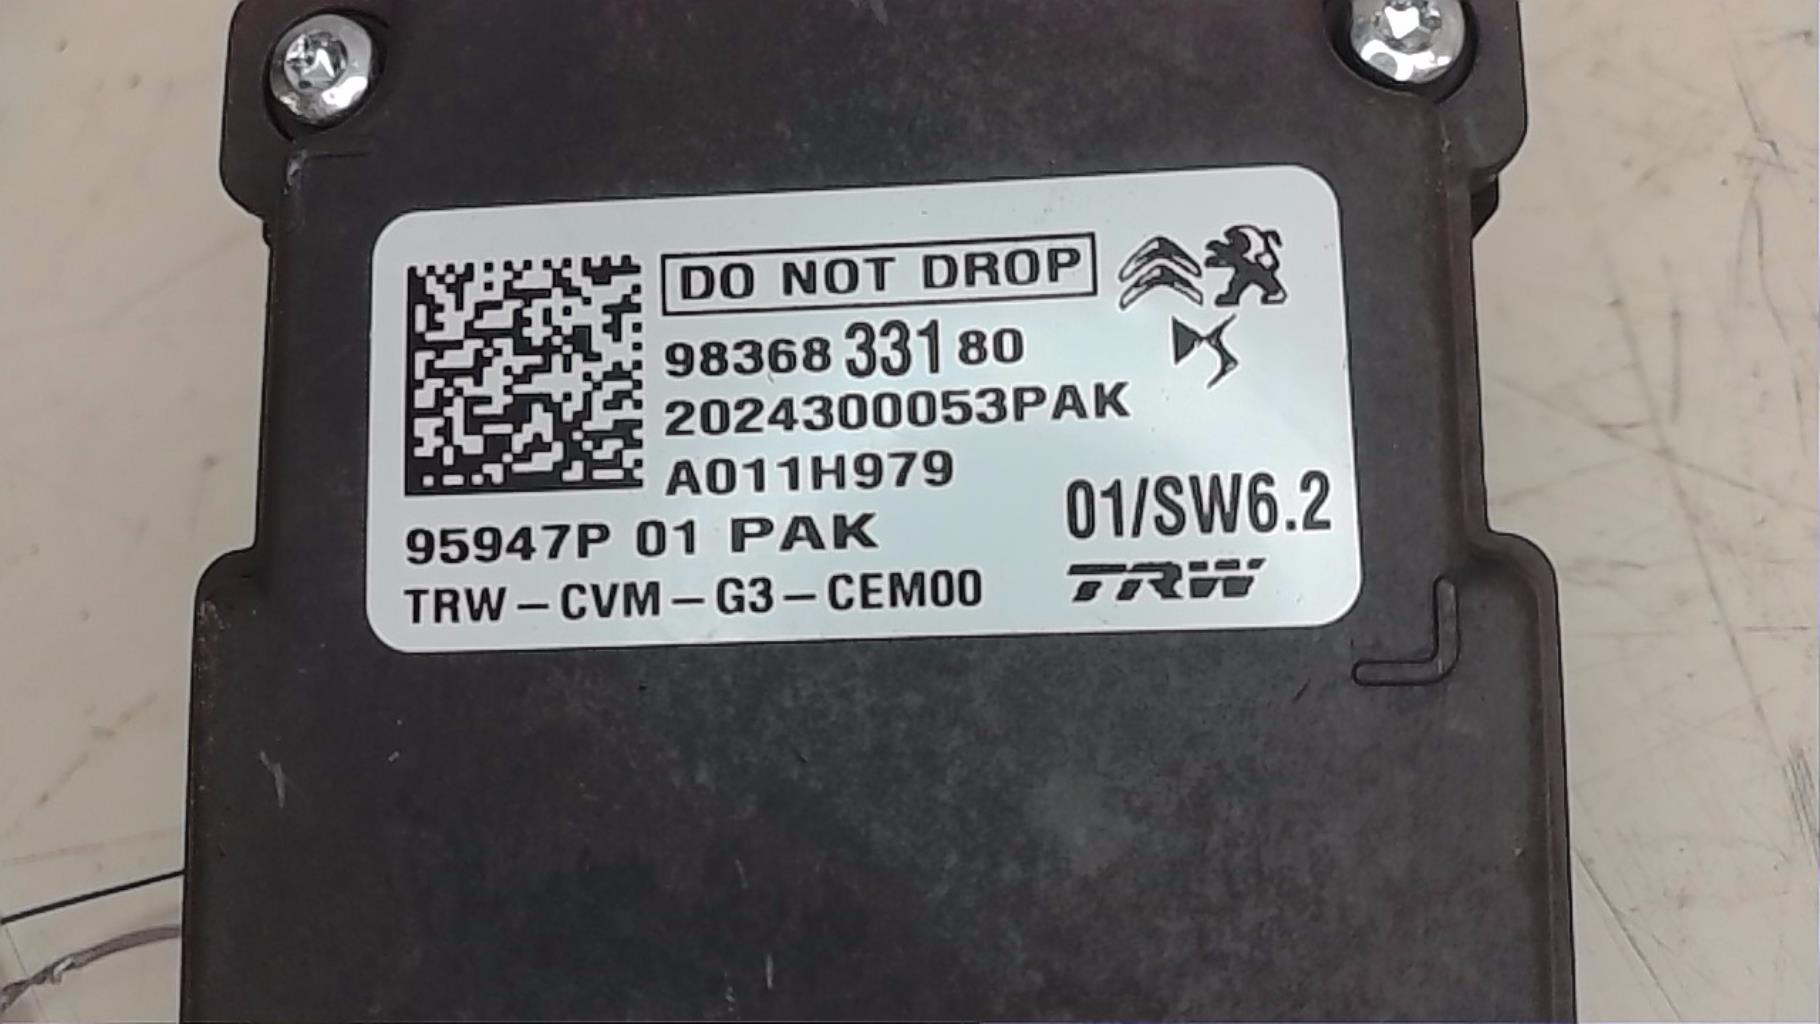 DO NOT DROP
98368 331 80
2024300053PAK
A011H979
95947P 01 PAK
01/SW6.2
TRW-CVM-G3-CEM00
TRW